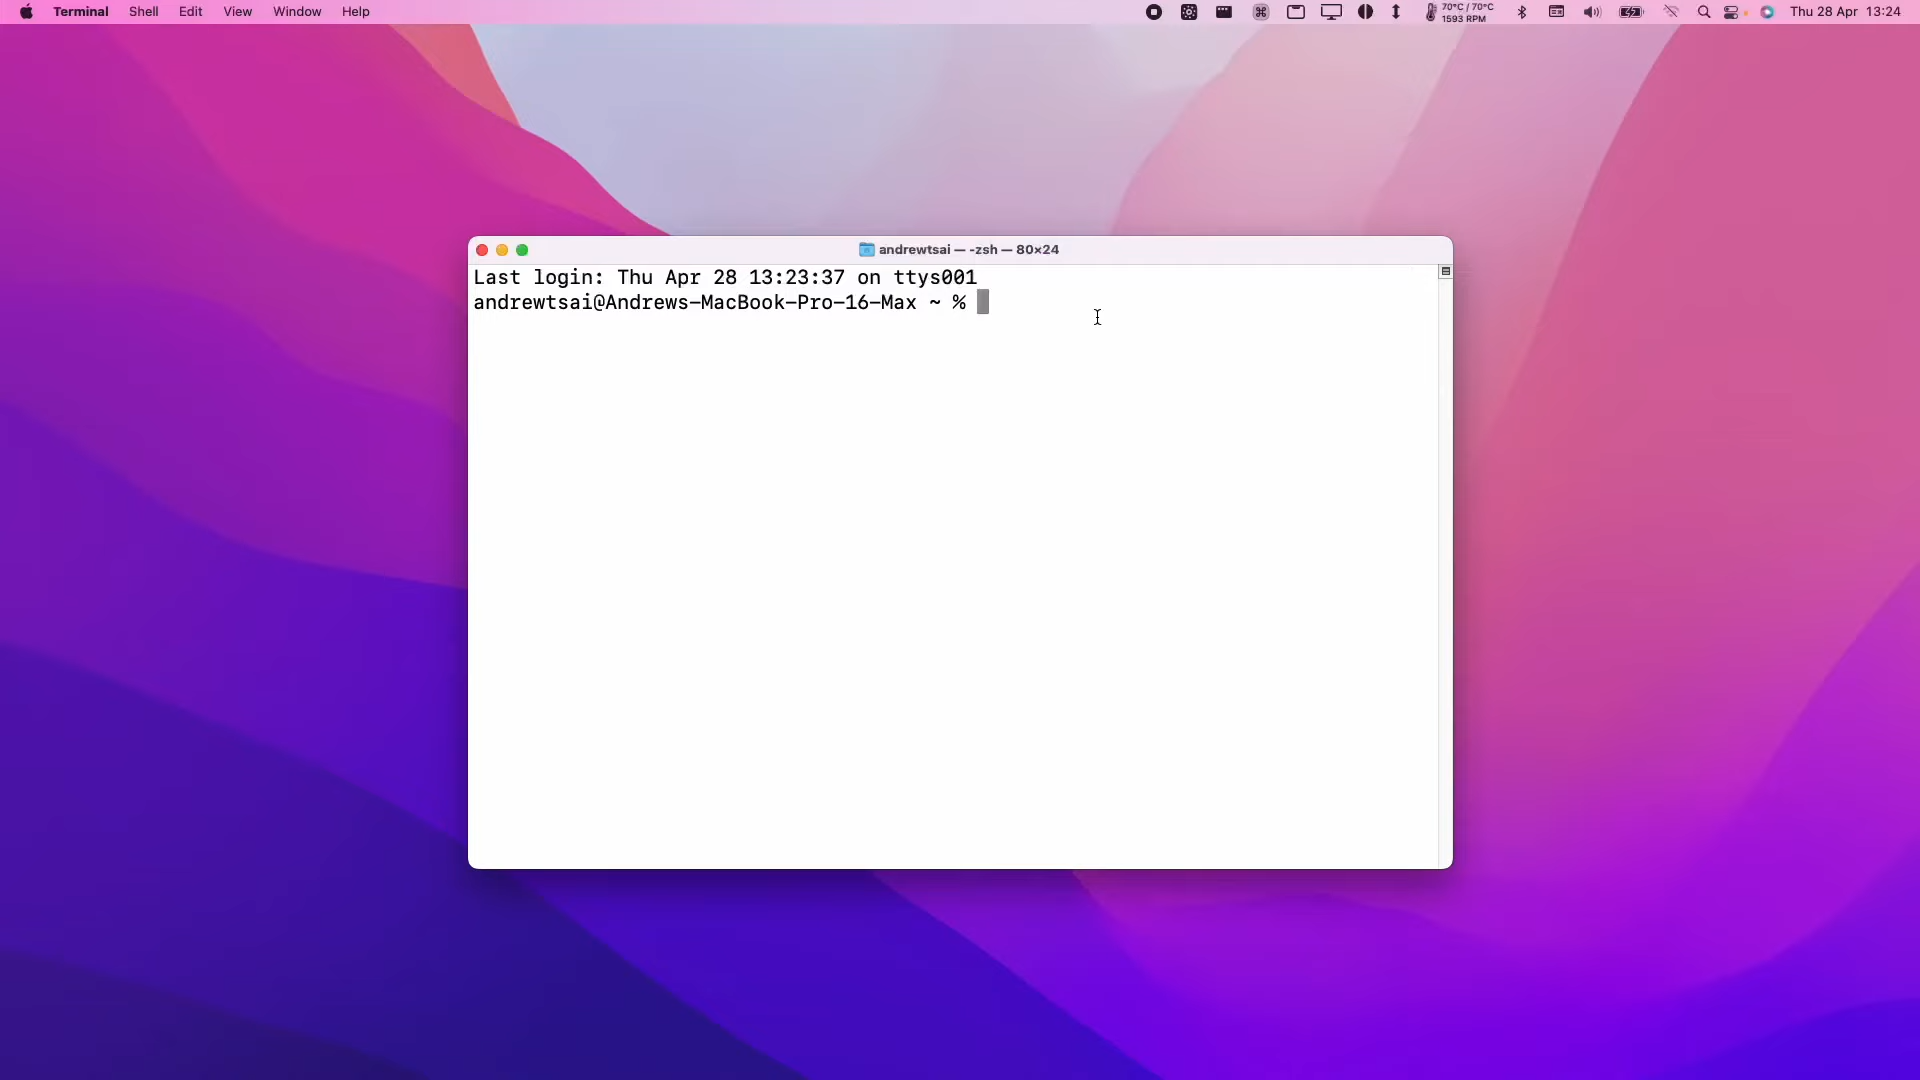 Terminal Shell Edit View Window Help
70°C / 70°C
1593 RPM
Thu 28 Apr 13:24
andrewtsai — -zsh — 80×24
Last login: Thu Apr 28 13:23:37 on ttys001
andrewtsai@Andrews-MacBook-Pro-16-Max ~ %